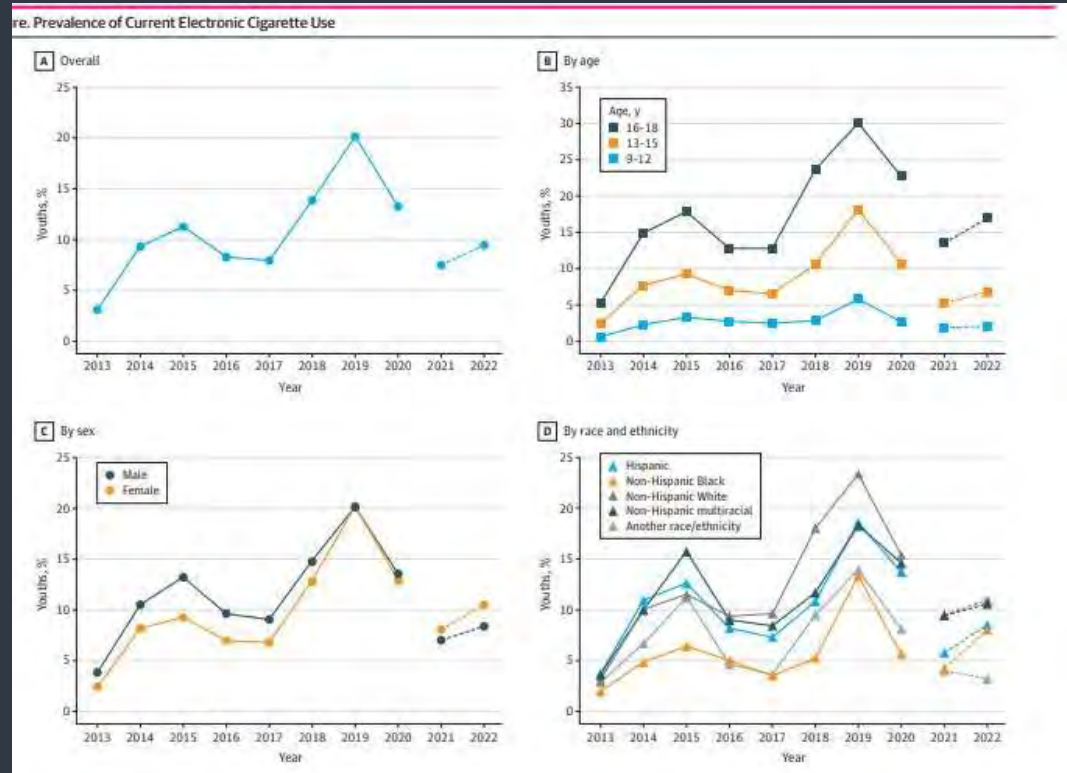 re. Prevalence of Current Electronic Cigarette Use
A Overall
25
20
15
10
5
0
Youths, %
2013 2014 2015 2016 2017 2018 2019 2020 2021 2022
Year
B By age
35
30
25
20
15
10
5
0
Youths, %
Age, y
16-18
13-15
9-12
2013 2014 2015 2016 2017 2018 2019 2020 2021 2022
Year
C By sex
25
20
15
10
5
0
Youths, %
Male
Female
2013 2014 2015 2016 2017 2018 2019 2020 2021 2022
Year
D By race and ethnicity
25
20
15
10
5
0
Youths, %
Hispanic
Non-Hispanic Black
Non-Hispanic White
Non-Hispanic multiracial
Another race/ethnicity
2013 2014 2015 2016 2017 2018 2019 2020 2021 2022
Year